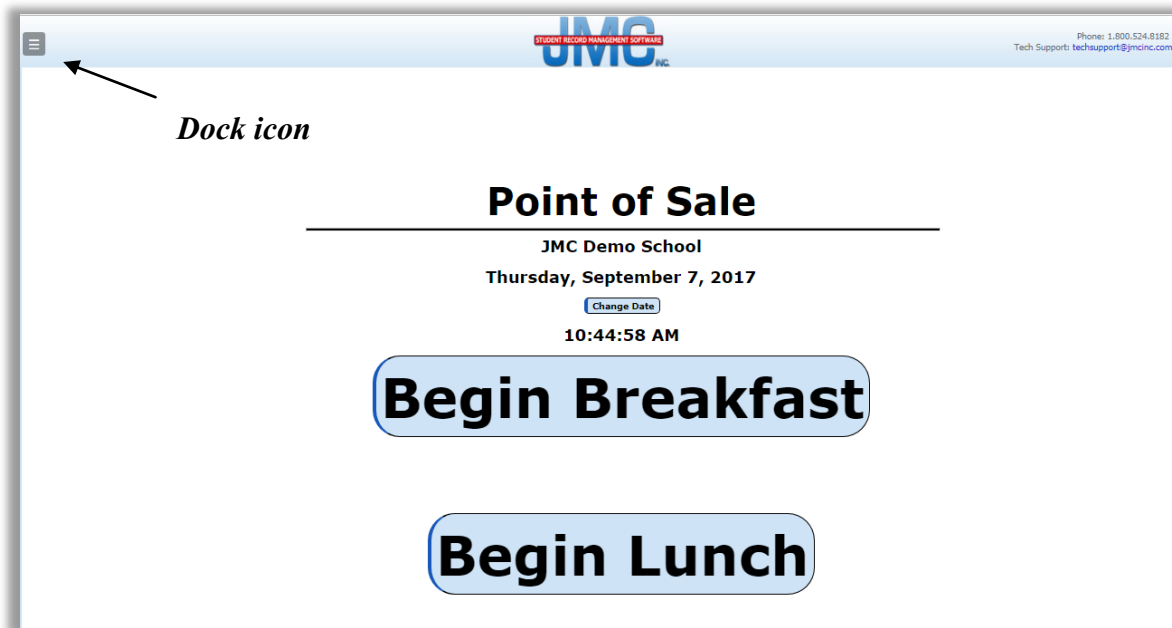 JMC
STUDENT RECORD MANAGEMENT SOFTWARE
INC.
Phone: 1.800.524.8182
Tech Support: techsupport@jmcinc.com
Dock icon
Point of Sale
JMC Demo School
Thursday, September 7, 2017
Change Date
10:44:58 AM
Begin Breakfast
Begin Lunch